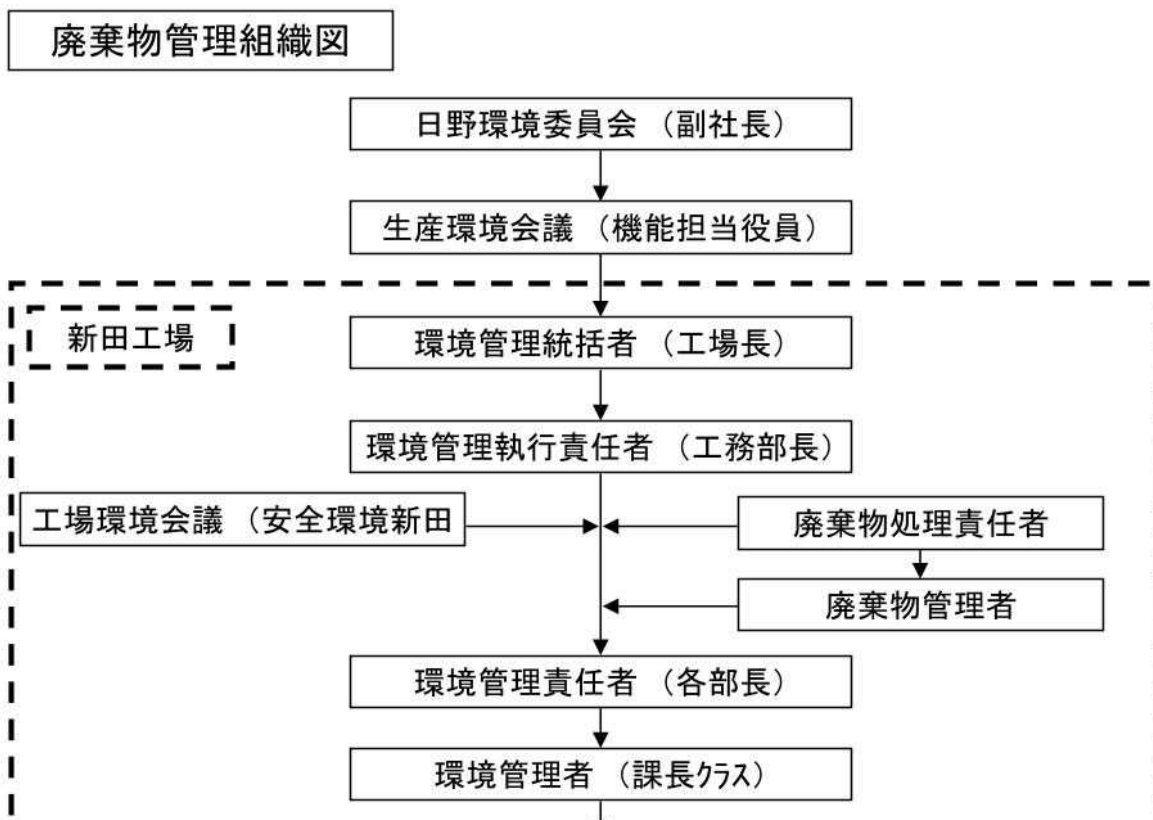 廃棄物管理組織図
日野環境委員会 (副社長)
生産環境会議 (機能担当役員)
新田工場
環境管理統括者 (工場長)
環境管理執行責任者 (工務部長)
工場環境会議 (安全環境新田
廃棄物処理責任者
廃棄物管理者
環境管理責任者 (各部長)
環境管理者 (課長クラス)